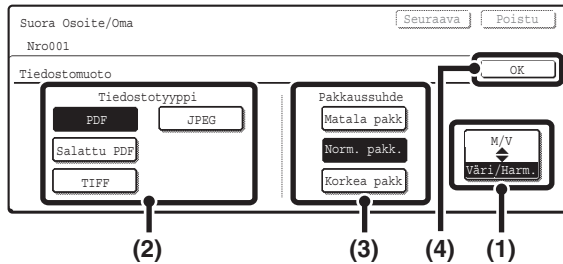 Suora Osoite/Oma
Seuraava
Poistu
Nro001
Tiedostomuoto
OK
Tiedostotyyppi
Pakkaussuhde
PDF
JPEG
Matala pakk
M/V
Salattu PDF
Norm. pakk.
Väri/Harm.
TIFF
Korkea pakk
(2)
(3)
(4)
(1)